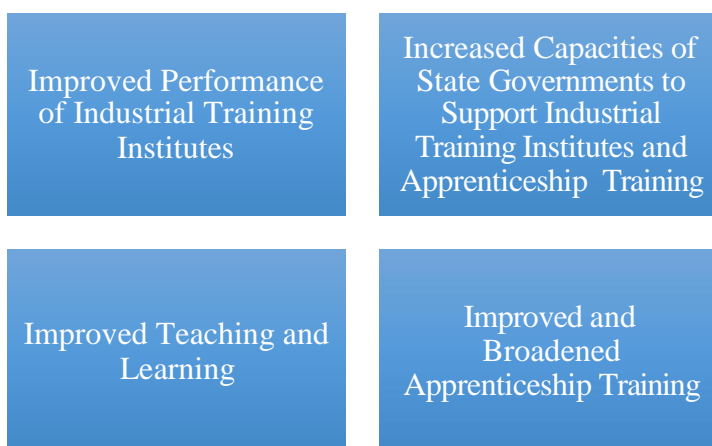 Improved Performance
of Industrial Training
Institutes
Increased Capacities of
State Governments to
Support Industrial
Training Institutes and
Apprenticeship Training
Improved Teaching and
Learning
Improved and
Broadened
Apprenticeship Training